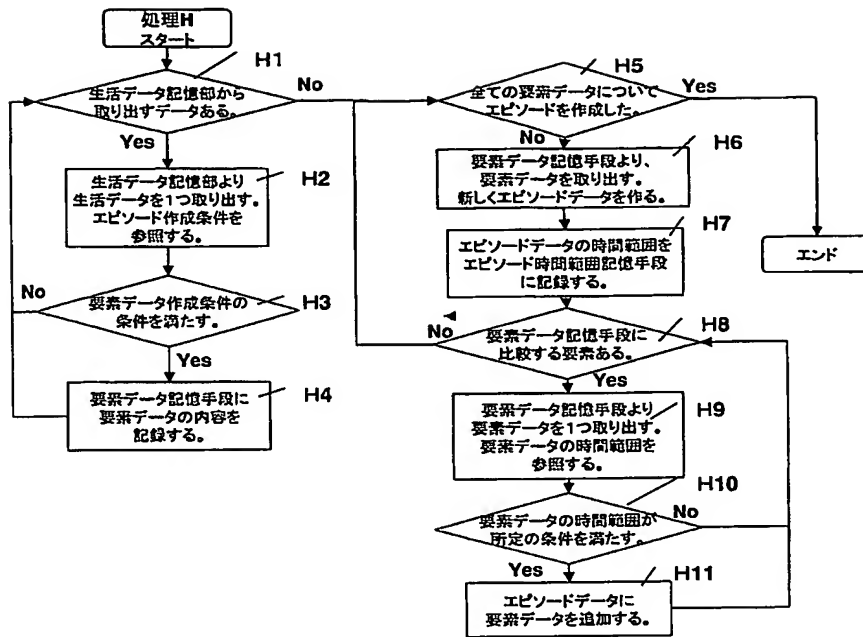 処理H
スタート
H1
生活データ記憶部から
取り出すデータある。
No
Yes
H2
生活データ記憶部より
生活データを1つ取り出す。
エピソード作成条件を
参照する。
No
H3
要素データ作成条件の
条件を満たす。
Yes
H4
要素データ記憶手段に
要素データの内容を
記録する。
H5
全ての要素データについて
エピソードを作成した。
Yes
No
H6
要素データ記憶手段より、
要素データを取り出す。
新しくエピソードデータを作る。
H7
エピソードデータの時間範囲を
エピソード時間範囲記憶手段
に記録する。
エンド
H8
No
要素データ記憶手段に
比較する要素ある。
Yes
H9
要素データ記憶手段より
要素データを1つ取り出す。
要素データの時間範囲を
参照する。
H10
要素データの時間範囲が
所定の条件を満たす。
No
Yes
H11
エピソードデータに
要素データを追加する。